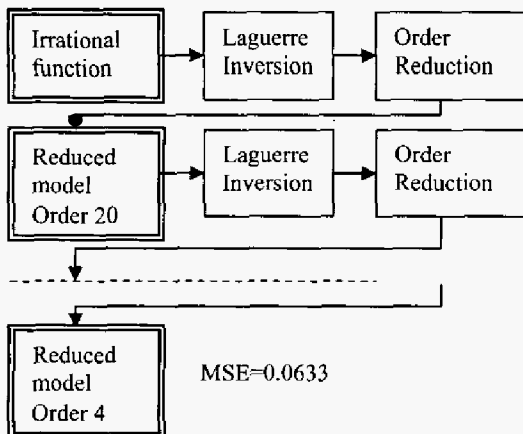 Irrational
function
Laguerre
Inversion
Order
Reduction
Reduced
model
Order 20
Laguerre
Inversion
Order
Reduction
Reduced
model
Order 4
MSE=0.0633